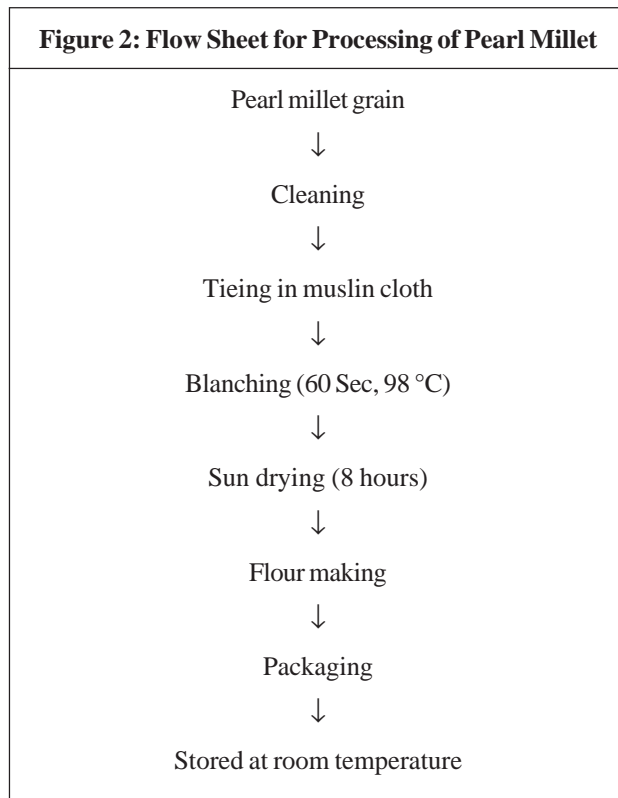 Figure 2: Flow Sheet for Processing of Pearl Millet
Pearl millet grain
↓
Cleaning
↓
Tieing in muslin cloth
↓
Blanching (60 Sec, 98 °C)
↓
Sun drying (8 hours)
↓
Flour making
↓
Packaging
↓
Stored at room temperature